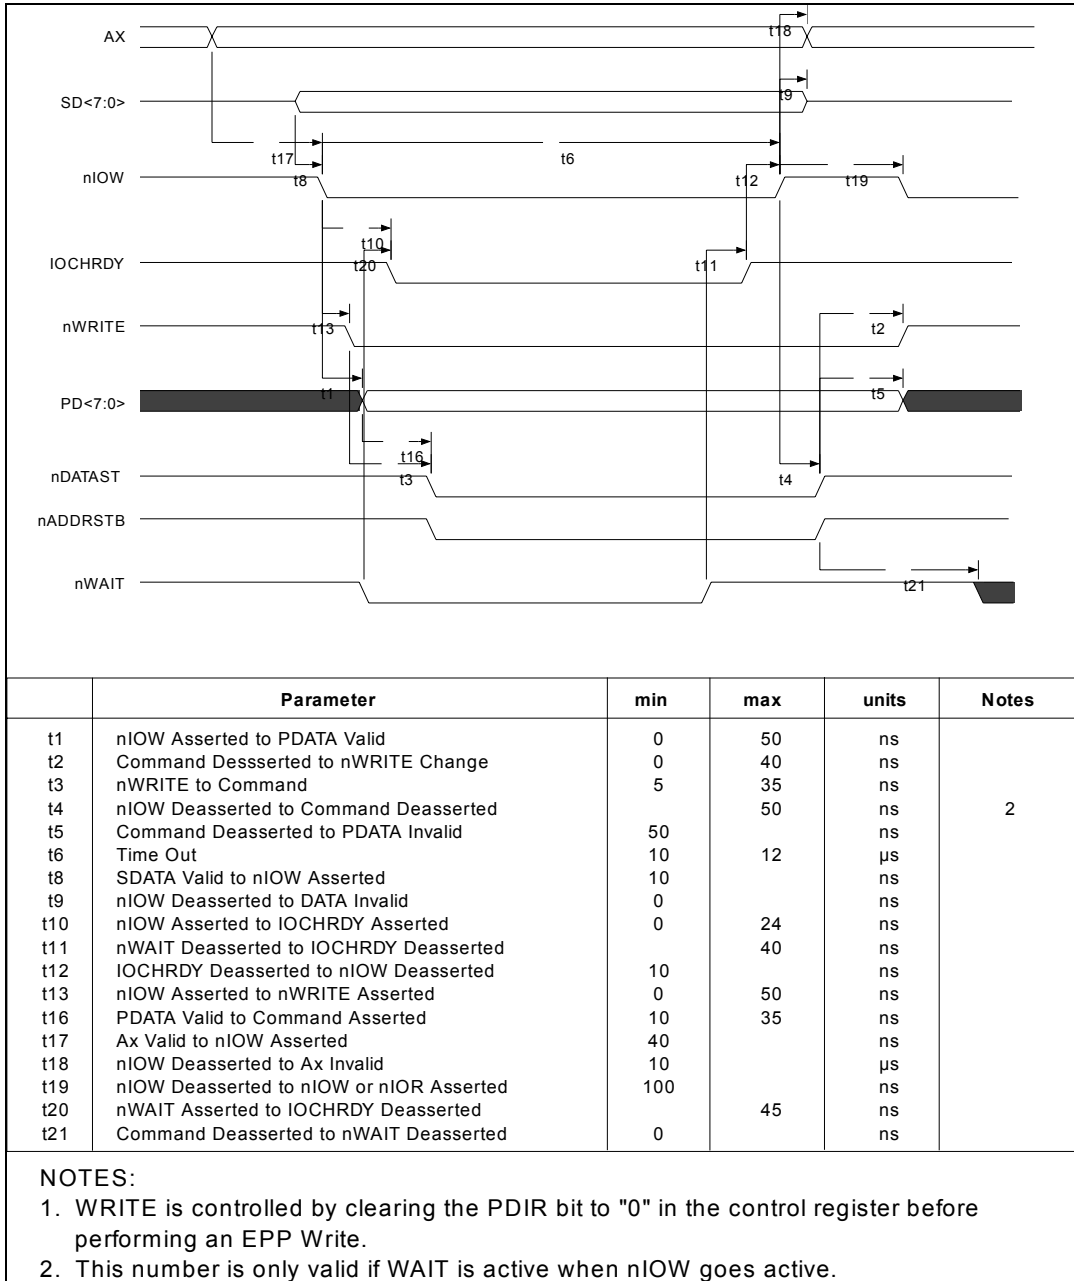 AX
t18
SD<7:0>
t9
t17
t6
nIOW
t8
t12
t19
t10
IOCHRDY
t20
t11
nWRITE
t13
t2
PD<7:0>
t1
t5
t16
nDATAST
t3
t4
nADDRSTB
nWAIT
t21
Parameter min max units Notes
t1 nIOW Asserted to PDATA Valid 0 50 ns
t2 Command Dessserted to nWRITE Change 0 40 ns
t3 nWRITE to Command 5 35 ns
t4 nIOW Deasserted to Command Deasserted 50 ns 2
t5 Command Deasserted to PDATA Invalid 50 ns
t6 Time Out 10 12 µs
t8 SDATA Valid to nIOW Asserted 10 ns
t9 nIOW Deasserted to DATA Invalid 0 ns
t10 nIOW Asserted to IOCHRDY Asserted 0 24 ns
t11 nWAIT Deasserted to IOCHRDY Deasserted 40 ns
t12 IOCHRDY Deasserted to nIOW Deasserted 10 ns
t13 nIOW Asserted to nWRITE Asserted 0 50 ns
t16 PDATA Valid to Command Asserted 10 35 ns
t17 Ax Valid to nIOW Asserted 40 ns
t18 nIOW Deasserted to Ax Invalid 10 µs
t19 nIOW Deasserted to nIOW or nIOR Asserted 100 ns
t20 nWAIT Asserted to IOCHRDY Deasserted 45 ns
t21 Command Deasserted to nWAIT Deasserted 0 ns
NOTES:
1. WRITE is controlled by clearing the PDIR bit to "0" in the control register before
performing an EPP Write.
2. This number is only valid if WAIT is active when nIOW goes active.